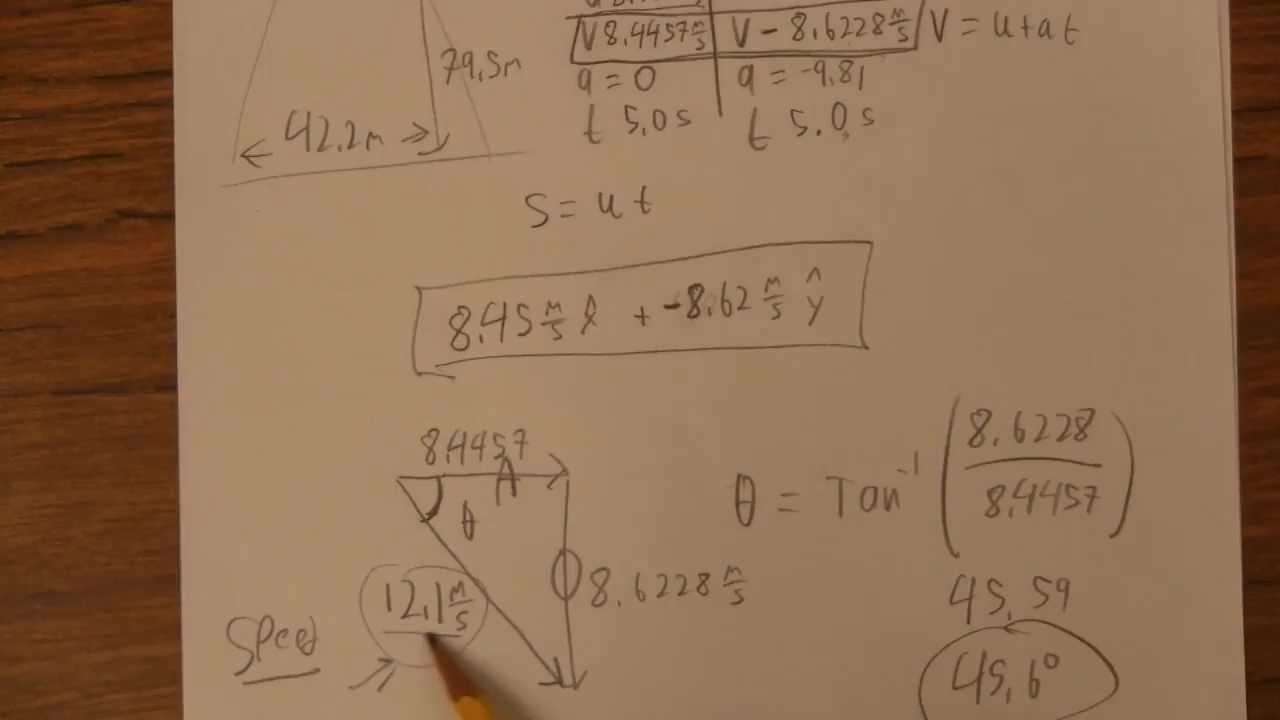 79.5m
42.2m
V 8.4457 m/s V - 8.6228 m/s V = u + at
a = 0 a = -9.81
t 5.0 s t 5.0 s
S = ut
8.45 m/s x̂ + -8.62 m/s ŷ
8.4457
A
θ
θ = Tan⁻¹ (8.6228 / 8.4457)
O 8.6228 m/s
12.1 m/s
Speed
45.59
45.6°